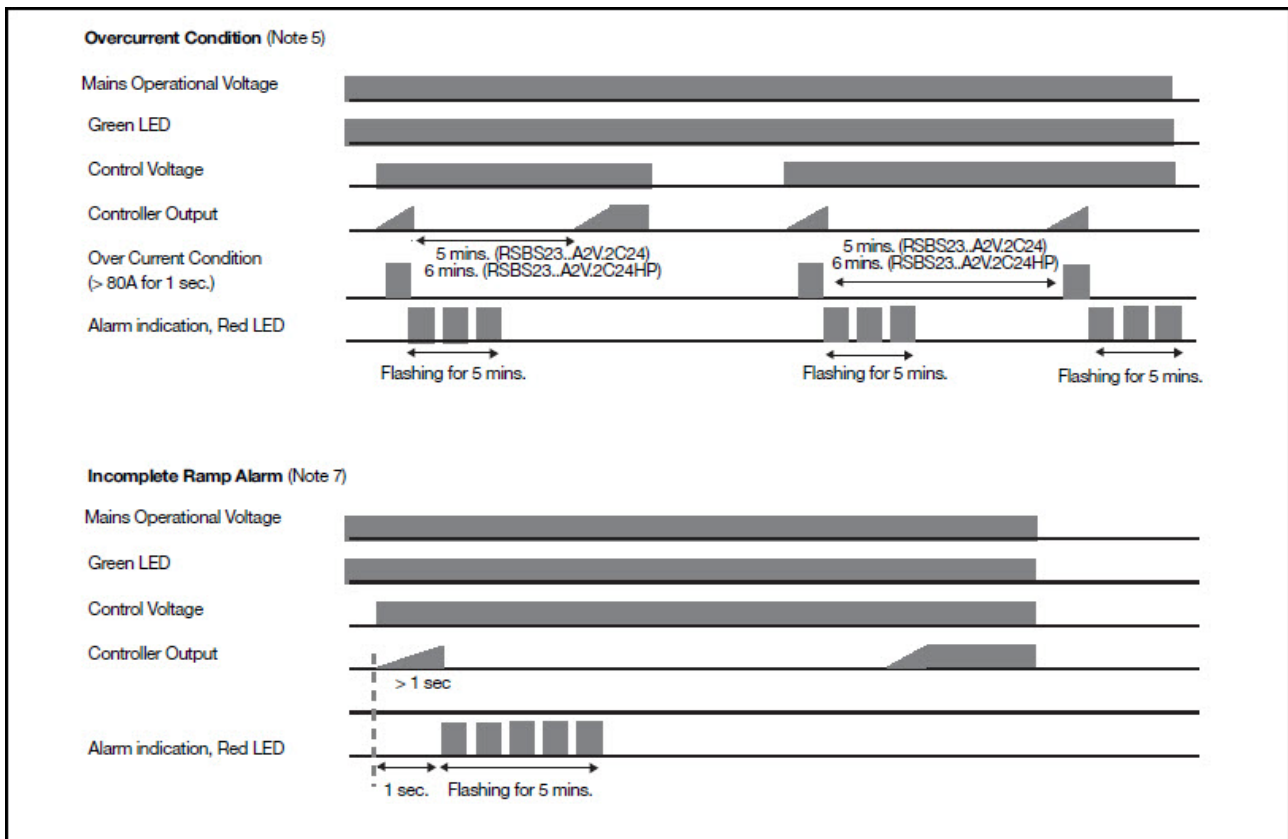 Overcurrent Condition (Note 5)
Mains Operational Voltage
Green LED
Control Voltage
Controller Output
5 mins. (RSBS23..A2V.2C24)
6 mins. (RSBS23..A2V.2C24HP)
5 mins. (RSBS23..A2V.2C24)
6 mins. (RSBS23..A2V.2C24HP)
Over Current Condition
(> 80A for 1 sec.)
Alarm indication, Red LED
Flashing for 5 mins.
Flashing for 5 mins.
Flashing for 5 mins.
Incomplete Ramp Alarm (Note 7)
Mains Operational Voltage
Green LED
Control Voltage
Controller Output
> 1 sec
Alarm indication, Red LED
1 sec.
Flashing for 5 mins.